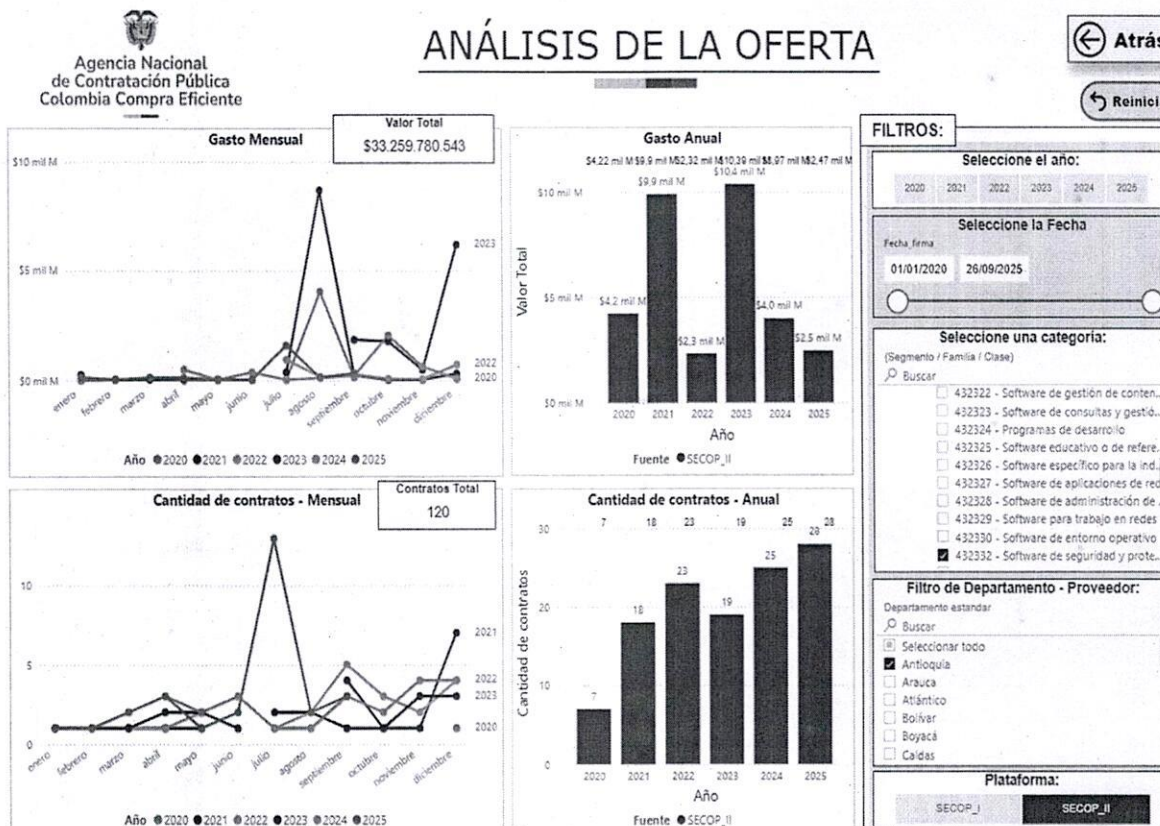 Agencia Nacional
de Contratación Pública
Colombia Compra Eficiente
ANÁLISIS DE LA OFERTA
Atrás
Reinici
Gasto Mensual
Valor Total
$33.259.780.543
$10 mil M
$5 mil M
$0 mil M
2023
2022
2020
enero
febrero
marzo
abril
mayo
junio
julio
agosto
septiembre
octubre
noviembre
diciembre
Año 2020 2021 2022 2023 2024 2025
Gasto Anual
$4,22 mil M $9,9 mil M $2,32 mil M $10,39 mil M $3,97 mil M $2,47 mil M
Valor Total
$10 mil M
$5 mil M
$0 mil M
$4,2 mil M
$9,9 mil M
$2,3 mil M
$10,4 mil M
$4,0 mil M
$2,5 mil M
2020 2021 2022 2023 2024 2025
Año
Fuente SECOP_II
FILTROS:
Seleccione el año:
2020 2021 2022 2023 2024 2025
Seleccione la Fecha
Fecha_firma
01/01/2020 26/09/2025
Seleccione una categoría:
(Segmento / Familia / Clase)
Buscar
432322 - Software de gestión de conten...
432323 - Software de consultas y gestió...
432324 - Programas de desarrollo
432325 - Software educativo o de refere...
432326 - Software específico para la ind...
432327 - Software de aplicaciones de red
432328 - Software de administración de ...
432329 - Software para trabajo en redes
432330 - Software de entorno operativo
432332 - Software de seguridad y prote...
Filtro de Departamento - Proveedor:
Departamento estandar
Buscar
Seleccionar todo
Antioquia
Arauca
Atlántico
Bolívar
Boyacá
Caldas
Plataforma:
SECOP_I SECOP_II
Cantidad de contratos - Mensual
Contratos Total
120
10
5
0
2021
2022
2023
2020
enero
febrero
marzo
abril
mayo
junio
julio
agosto
septiembre
octubre
noviembre
diciembre
Año 2020 2021 2022 2023 2024 2025
Cantidad de contratos - Anual
7 18 23 19 25 28
Cantidad de contratos
30
20
10
0
7
18
23
19
25
28
2020 2021 2022 2023 2024 2025
Año
Fuente SECOP_II